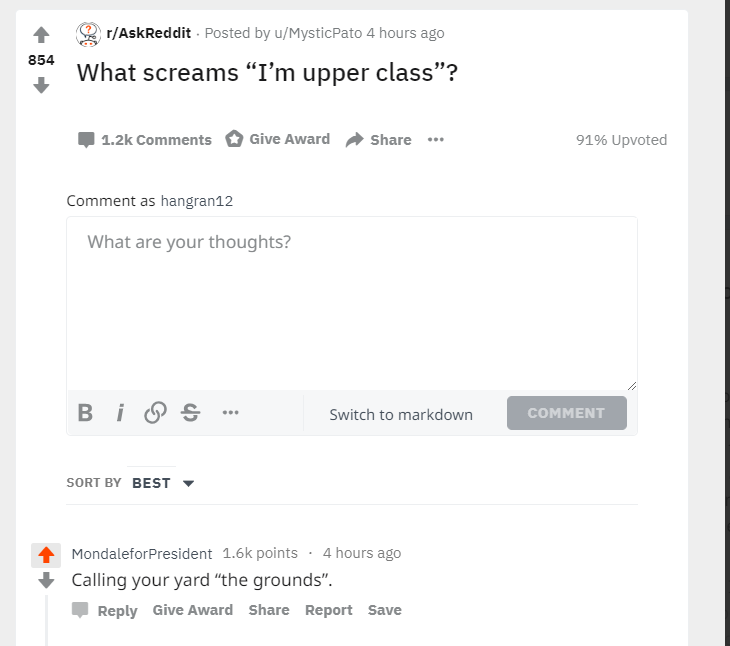 r/AskReddit · Posted by u/MysticPato 4 hours ago
854
What screams “I’m upper class”?
1.2k Comments Give Award Share ••• 91% Upvoted
Comment as hangran12
What are your thoughts?
B i S ••• Switch to markdown COMMENT
SORT BY BEST
MondaleforPresident 1.6k points · 4 hours ago
Calling your yard “the grounds”.
Reply Give Award Share Report Save